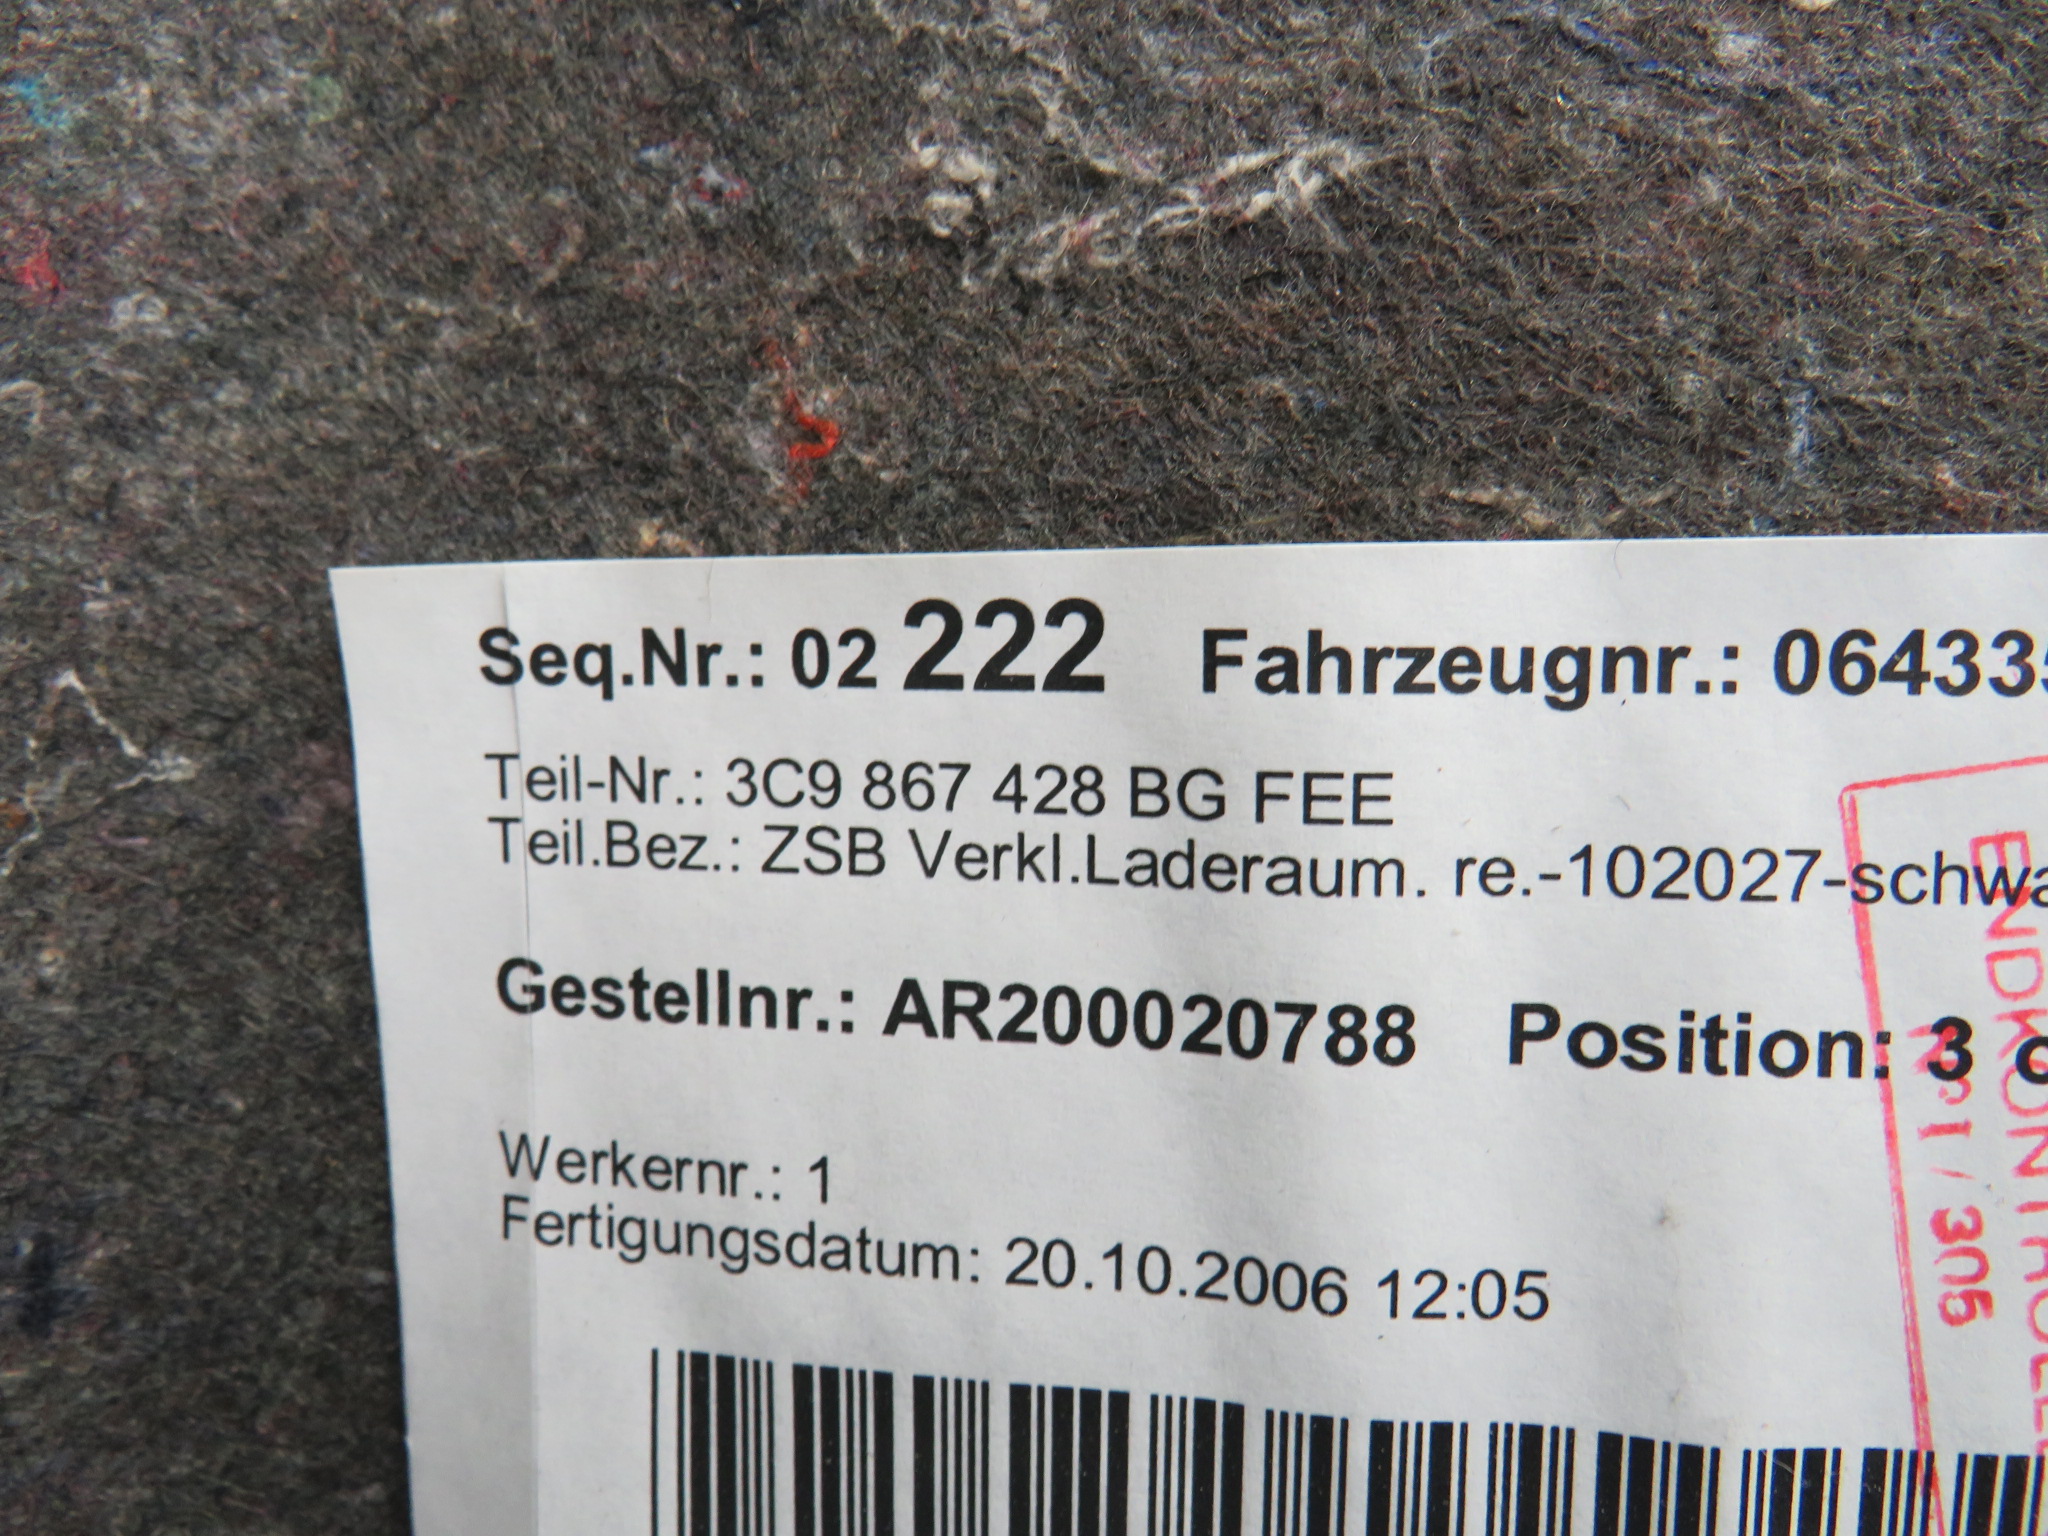 Seq.Nr.: 02 222 Fahrzeugnr.: 06433
Teil-Nr.: 3C9 867 428 BG FEE
Teil.Bez.: ZSB Verkl.Laderaum. re.-102027-schwa
Gestellnr.: AR200020788 Position: 3
Werkernr.: 1
Fertigungsdatum: 20.10.2006 12:05